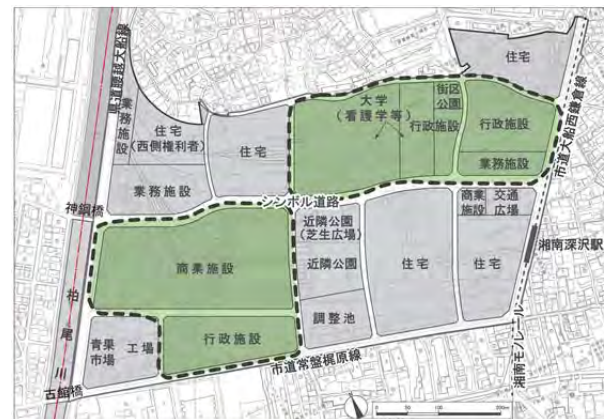 県道腰越大船線
住宅
業務施設
住宅
(西側権利者)
住宅
業務施設
大学
(看護学等)
行政施設
街区
公園
行政施設
業務施設
市道大船西鎌倉線
神鋼橋
シンボル道路
商業
施設
交通
広場
近隣公園
(芝生広場)
近隣公園
調整池
住宅
住宅
湘南深沢駅
商業施設
行政施設
青果
市場
工場
柏尾川
古館橋
市道常盤梶原線
湘南モノレール